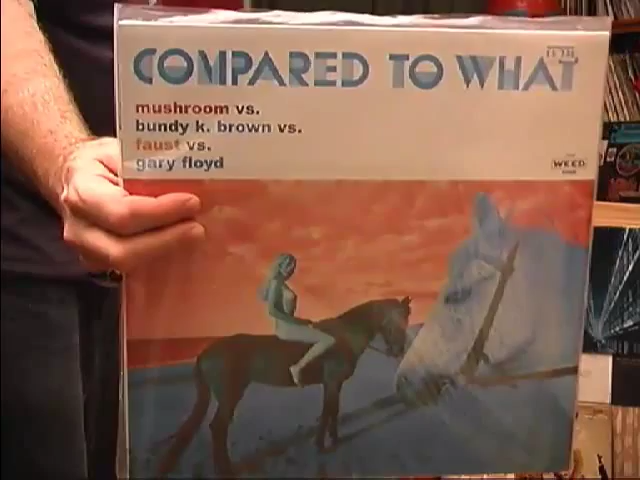 COMPARED TO WHAT
mushroom vs.
bundy k. brown vs.
faust vs.
gary floyd
WEED